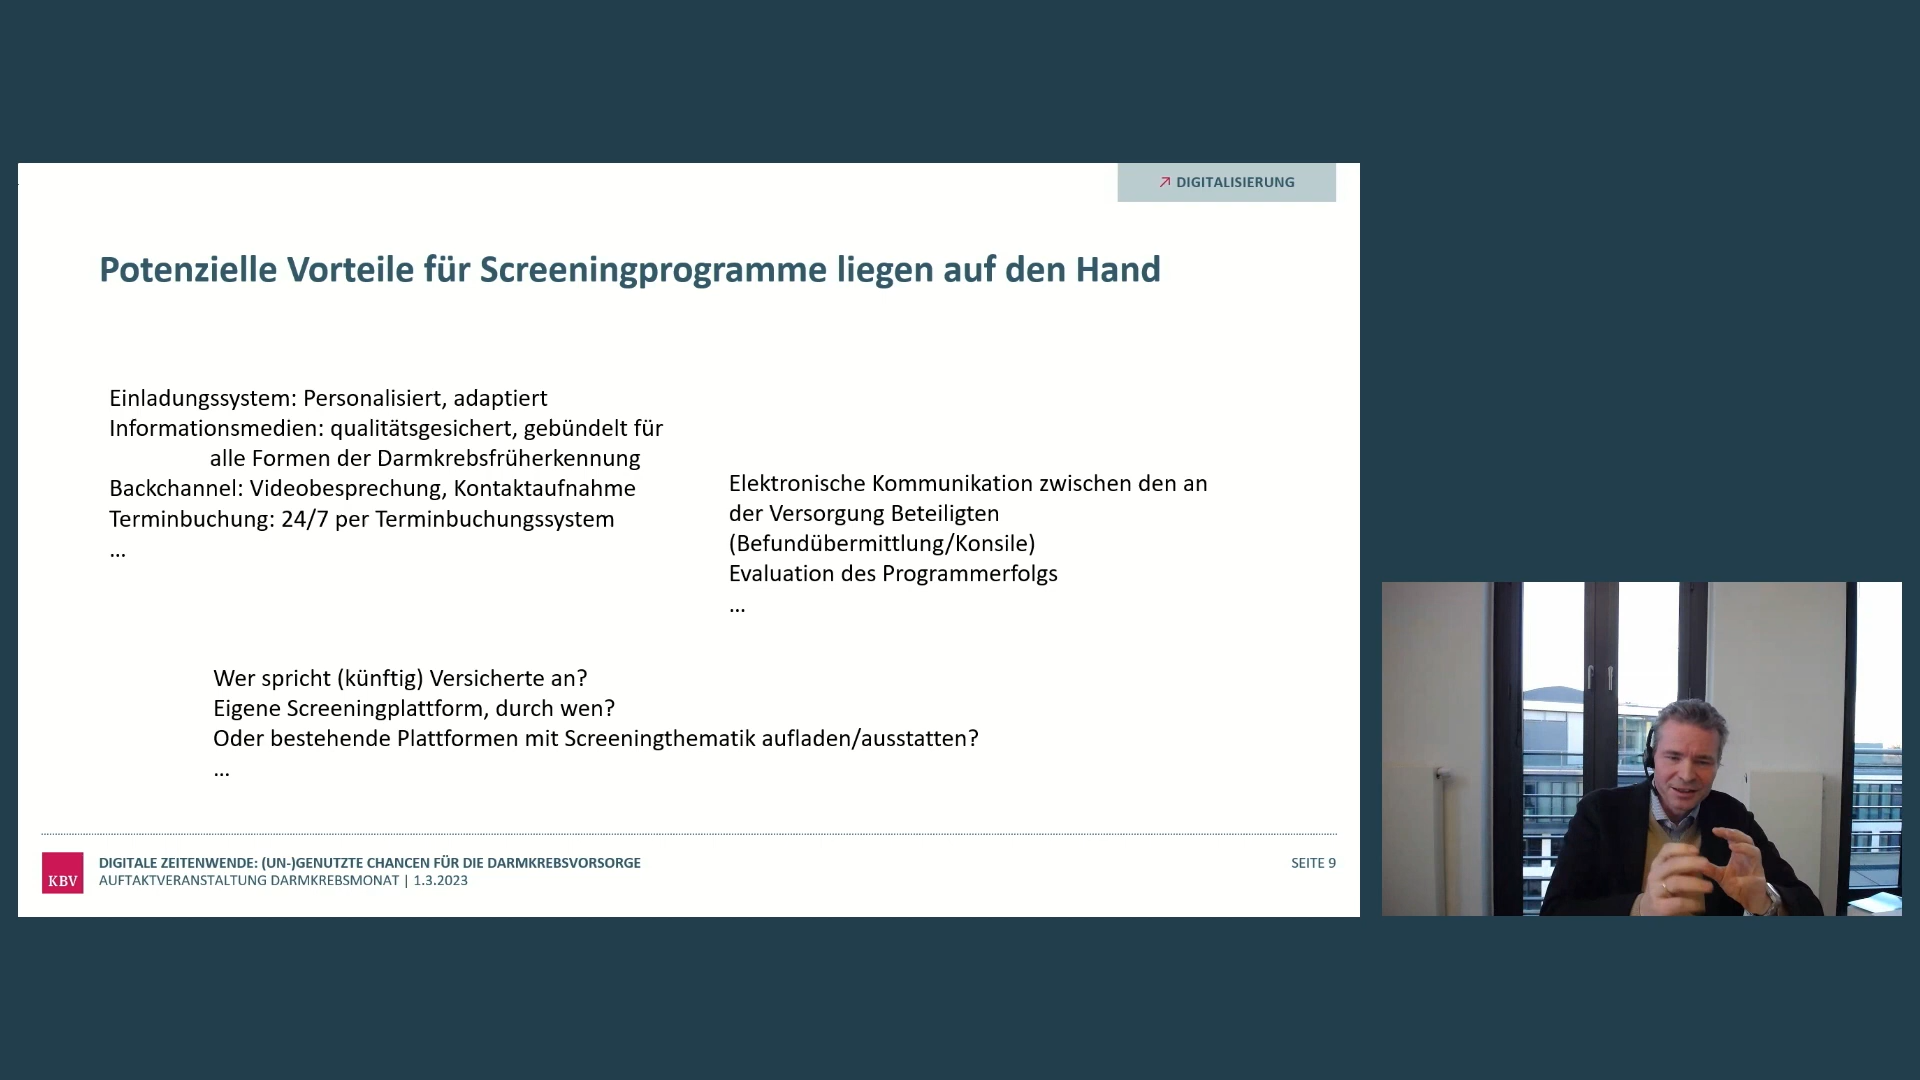 DIGITALISIERUNG
Potenzielle Vorteile für Screeningprogramme liegen auf den Hand
Einladungssystem: Personalisiert, adaptiert
Informationsmedien: qualitätsgesichert, gebündelt für
alle Formen der Darmkrebsfrüherkennung
Backchannel: Videobesprechung, Kontaktaufnahme
Terminbuchung: 24/7 per Terminbuchungssystem
...
Elektronische Kommunikation zwischen den an
der Versorgung Beteiligten
(Befundübermittlung/Konsile)
Evaluation des Programmerfolgs
...
Wer spricht (künftig) Versicherte an?
Eigene Screeningplattform, durch wen?
Oder bestehende Plattformen mit Screeningthematik aufladen/ausstatten?
...
KBV
DIGITALE ZEITENWENDE: (UN-)GENUTZTE CHANCEN FÜR DIE DARMKREBSVORSORGE
AUFTAKTVERANSTALTUNG DARMKREBSMONAT | 1.3.2023
SEITE 9